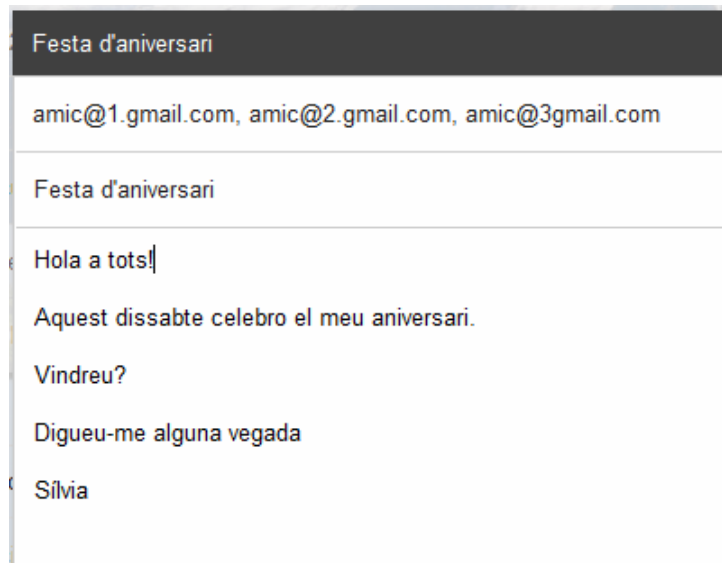 Festa d'aniversari
amic@1.gmail.com, amic@2.gmail.com, amic@3gmail.com
Festa d'aniversari
Hola a tots!
Aquest dissabte celebro el meu aniversari.
Vindreu?
Digueu-me alguna vegada
Sílvia